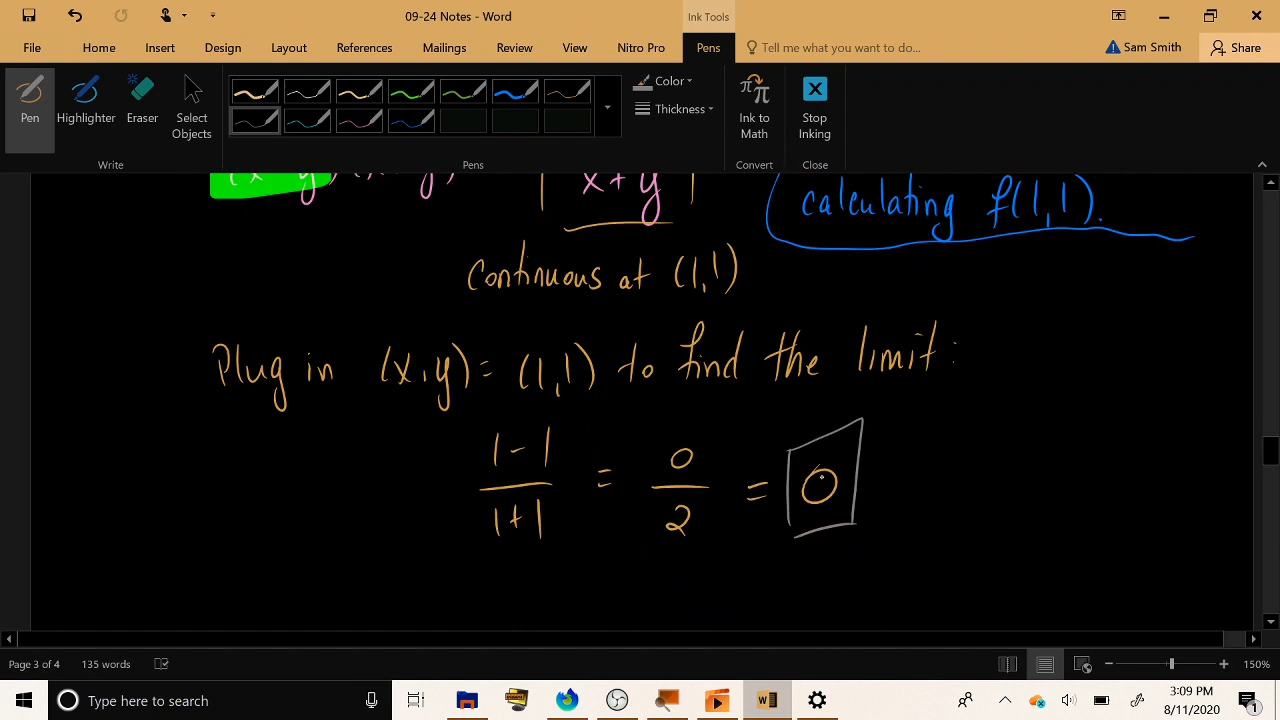 09-24 Notes - Word
Ink Tools
File Home Insert Design Layout References Mailings Review View Nitro Pro Pens Tell me what you want to do... Sam Smith Share
Pen Highlighter Eraser Select Objects
Color
Thickness
Ink to Math
Stop Inking
Write Pens Convert Close
x+y
calculating f(1,1).
Continuous at (1,1)
Plug in (x,y) = (1,1) to find the limit:
1-1 / 1+1 = 0 / 2 = 0
Page 3 of 4 135 words 150%
Type here to search
3:09 PM
8/11/2020
1